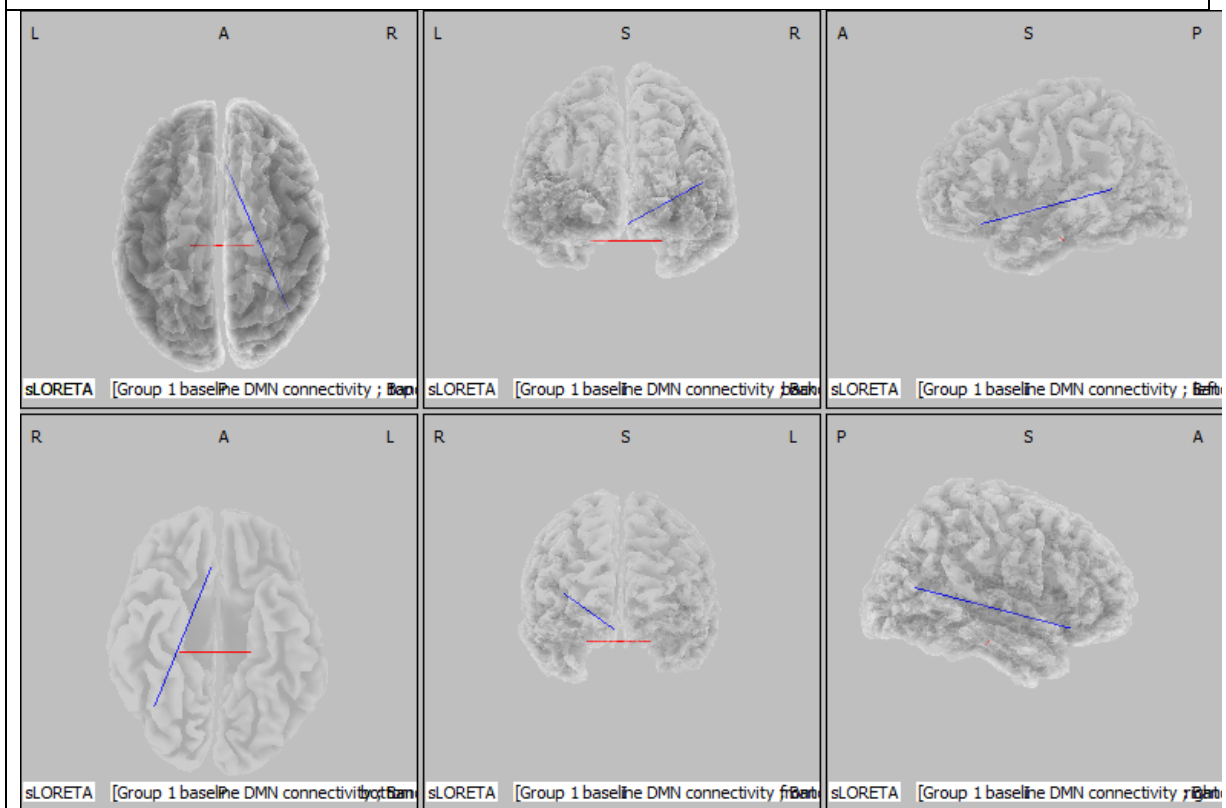 L A R
L S R
A S P
sLORETA [Group 1 baseline DMN connectivity ;
sLORETA [Group 1 baseline DMN connectivity ;
sLORETA [Group 1 baseline DMN connectivity ;
R A L
R S L
P S A
sLORETA [Group 1 baseline DMN connectivity ;
sLORETA [Group 1 baseline DMN connectivity ;
sLORETA [Group 1 baseline DMN connectivity ;